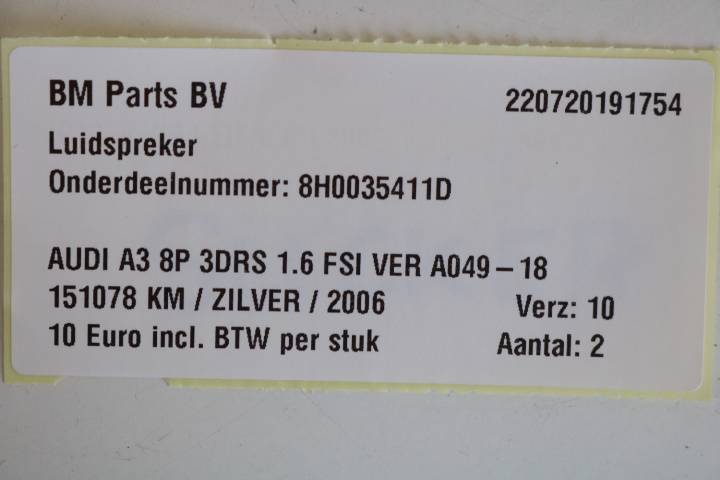 BM Parts BV 220720191754
Luidspreker
Onderdeelnummer: 8H0035411D
AUDI A3 8P 3DRS 1.6 FSI VER A049-18
151078 KM / ZILVER / 2006 Verz: 10
10 Euro incl. BTW per stuk Aantal: 2